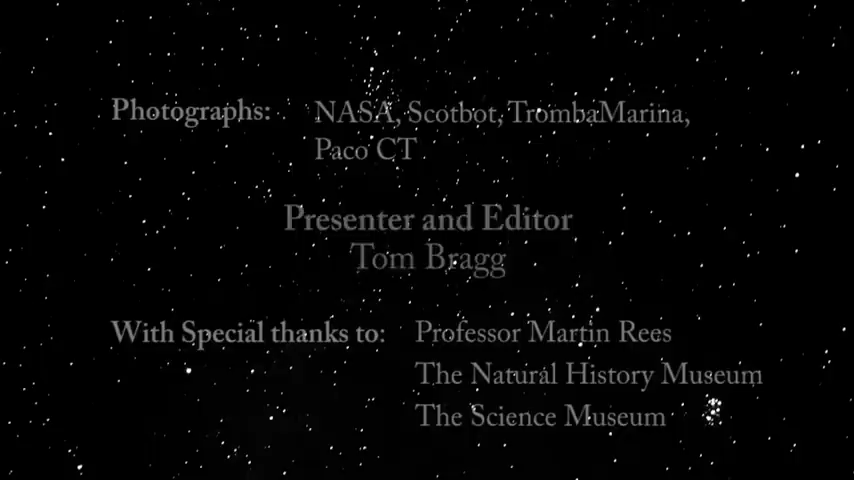 Photographs: NASA, Scotbot, TrombaMarina,
Paco CT
Presenter and Editor
Tom Bragg
With Special thanks to: Professor Martin Rees
The Natural History Museum
The Science Museum